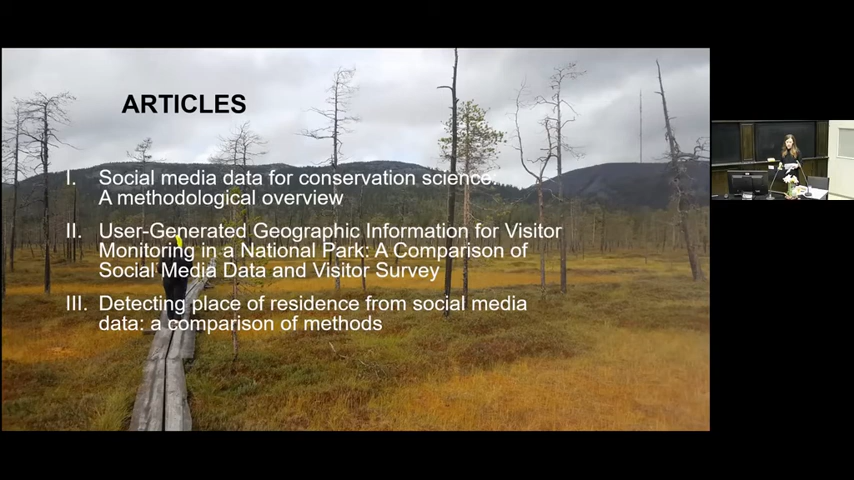 ARTICLES
I. Social media data for conservation science.
A methodological overview
II. User-Generated Geographic Information for Visitor
Monitoring in a National Park: A Comparison of
Social Media Data and Visitor Survey
III. Detecting place of residence from social media
data: a comparison of methods